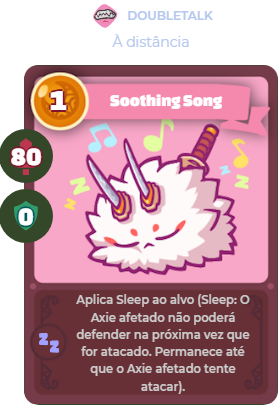 DOUBLETALK
À distância
1
Soothing Song
80
0
Aplica Sleep ao alvo (Sleep: O
Axie afetado não poderá
defender na próxima vez que
for atacado. Permanece até
que o Axie afetado tente
atacar).